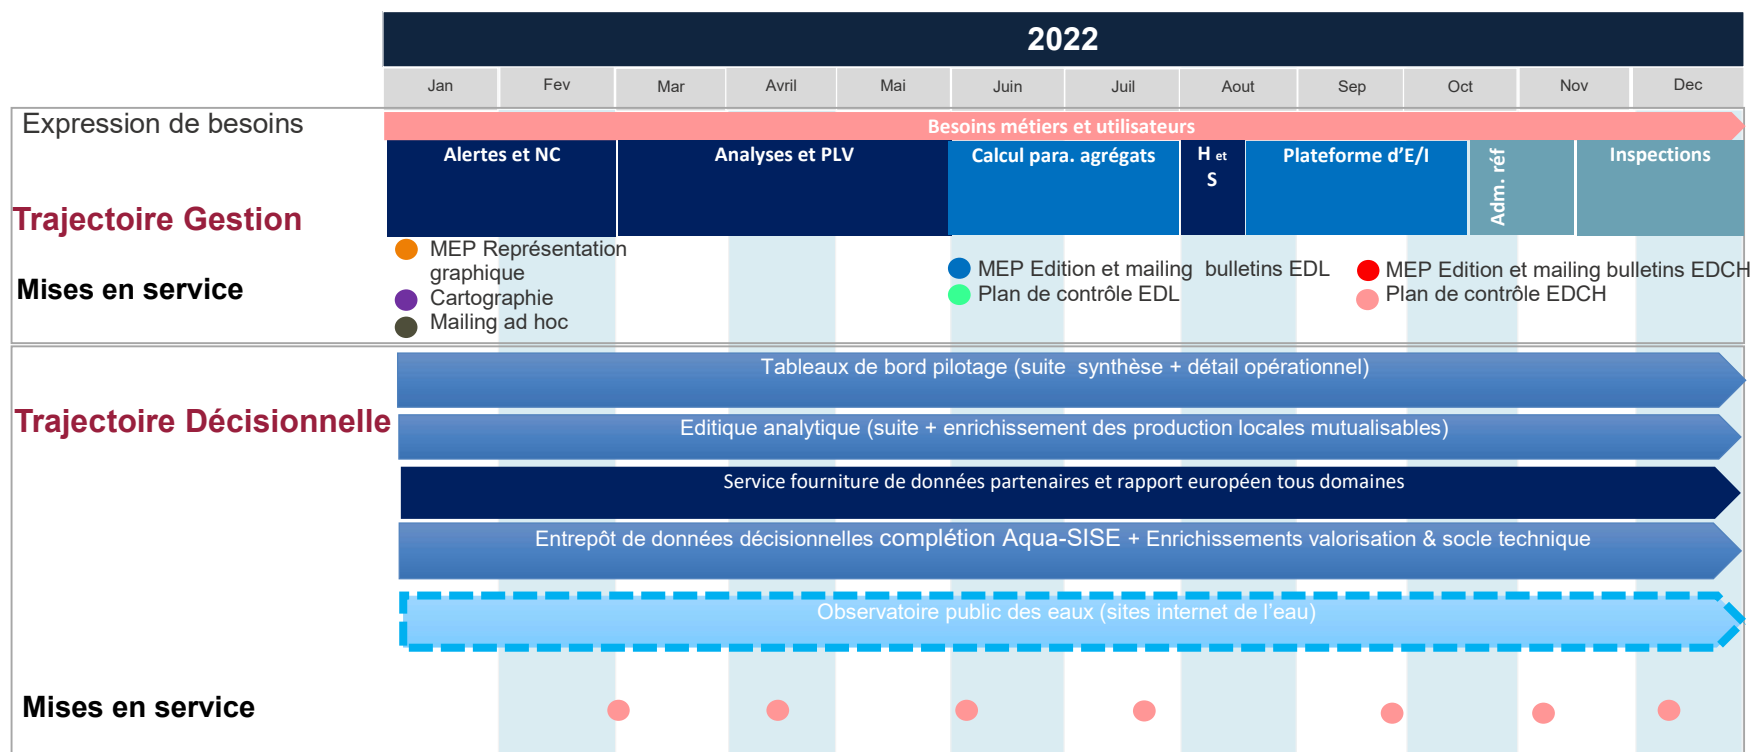 2022
Jan Fev Mar Avril Mai Juin Juil Aout Sep Oct Nov Dec
Expression de besoins
Besoins métiers et utilisateurs
Trajectoire Gestion
Alertes et NC
Analyses et PLV
Calcul para. agrégats
H et
S
Plateforme d’E/I
Adm. réf
Inspections
Mises en service
MEP Représentation
graphique
Cartographie
Mailing ad hoc
MEP Edition et mailing  bulletins EDL
Plan de contrôle EDL
MEP Edition et mailing bulletins EDCH
Plan de contrôle EDCH
Trajectoire Décisionnelle
Tableaux de bord pilotage (suite  synthèse + détail opérationnel)
Editique analytique (suite + enrichissement des production locales mutualisables)
Service fourniture de données partenaires et rapport européen tous domaines
Entrepôt de données décisionnelles complétion Aqua-SISE + Enrichissements valorisation & socle technique
Observatoire public des eaux (sites internet de l’eau)
Mises en service